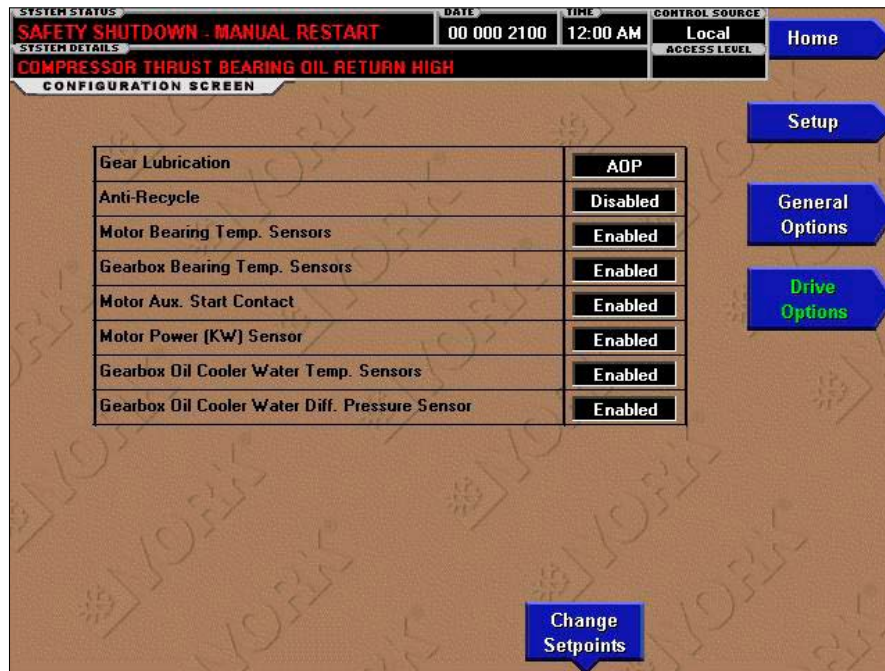 SYSTEM STATUS
SAFETY SHUTDOWN - MANUAL RESTART
DATE
00 000 2100
TIME
12:00 AM
CONTROL SOURCE
Local
ACCESS LEVEL
SYSTEM DETAILS
COMPRESSOR THRUST BEARING OIL RETURN HIGH
CONFIGURATION SCREEN
Home
Setup
General
Options
Drive
Options
Gear Lubrication AOP
Anti-Recycle Disabled
Motor Bearing Temp. Sensors Enabled
Gearbox Bearing Temp. Sensors Enabled
Motor Aux. Start Contact Enabled
Motor Power (KW) Sensor Enabled
Gearbox Oil Cooler Water Temp. Sensors Enabled
Gearbox Oil Cooler Water Diff. Pressure Sensor Enabled
Change
Setpoints
YORK